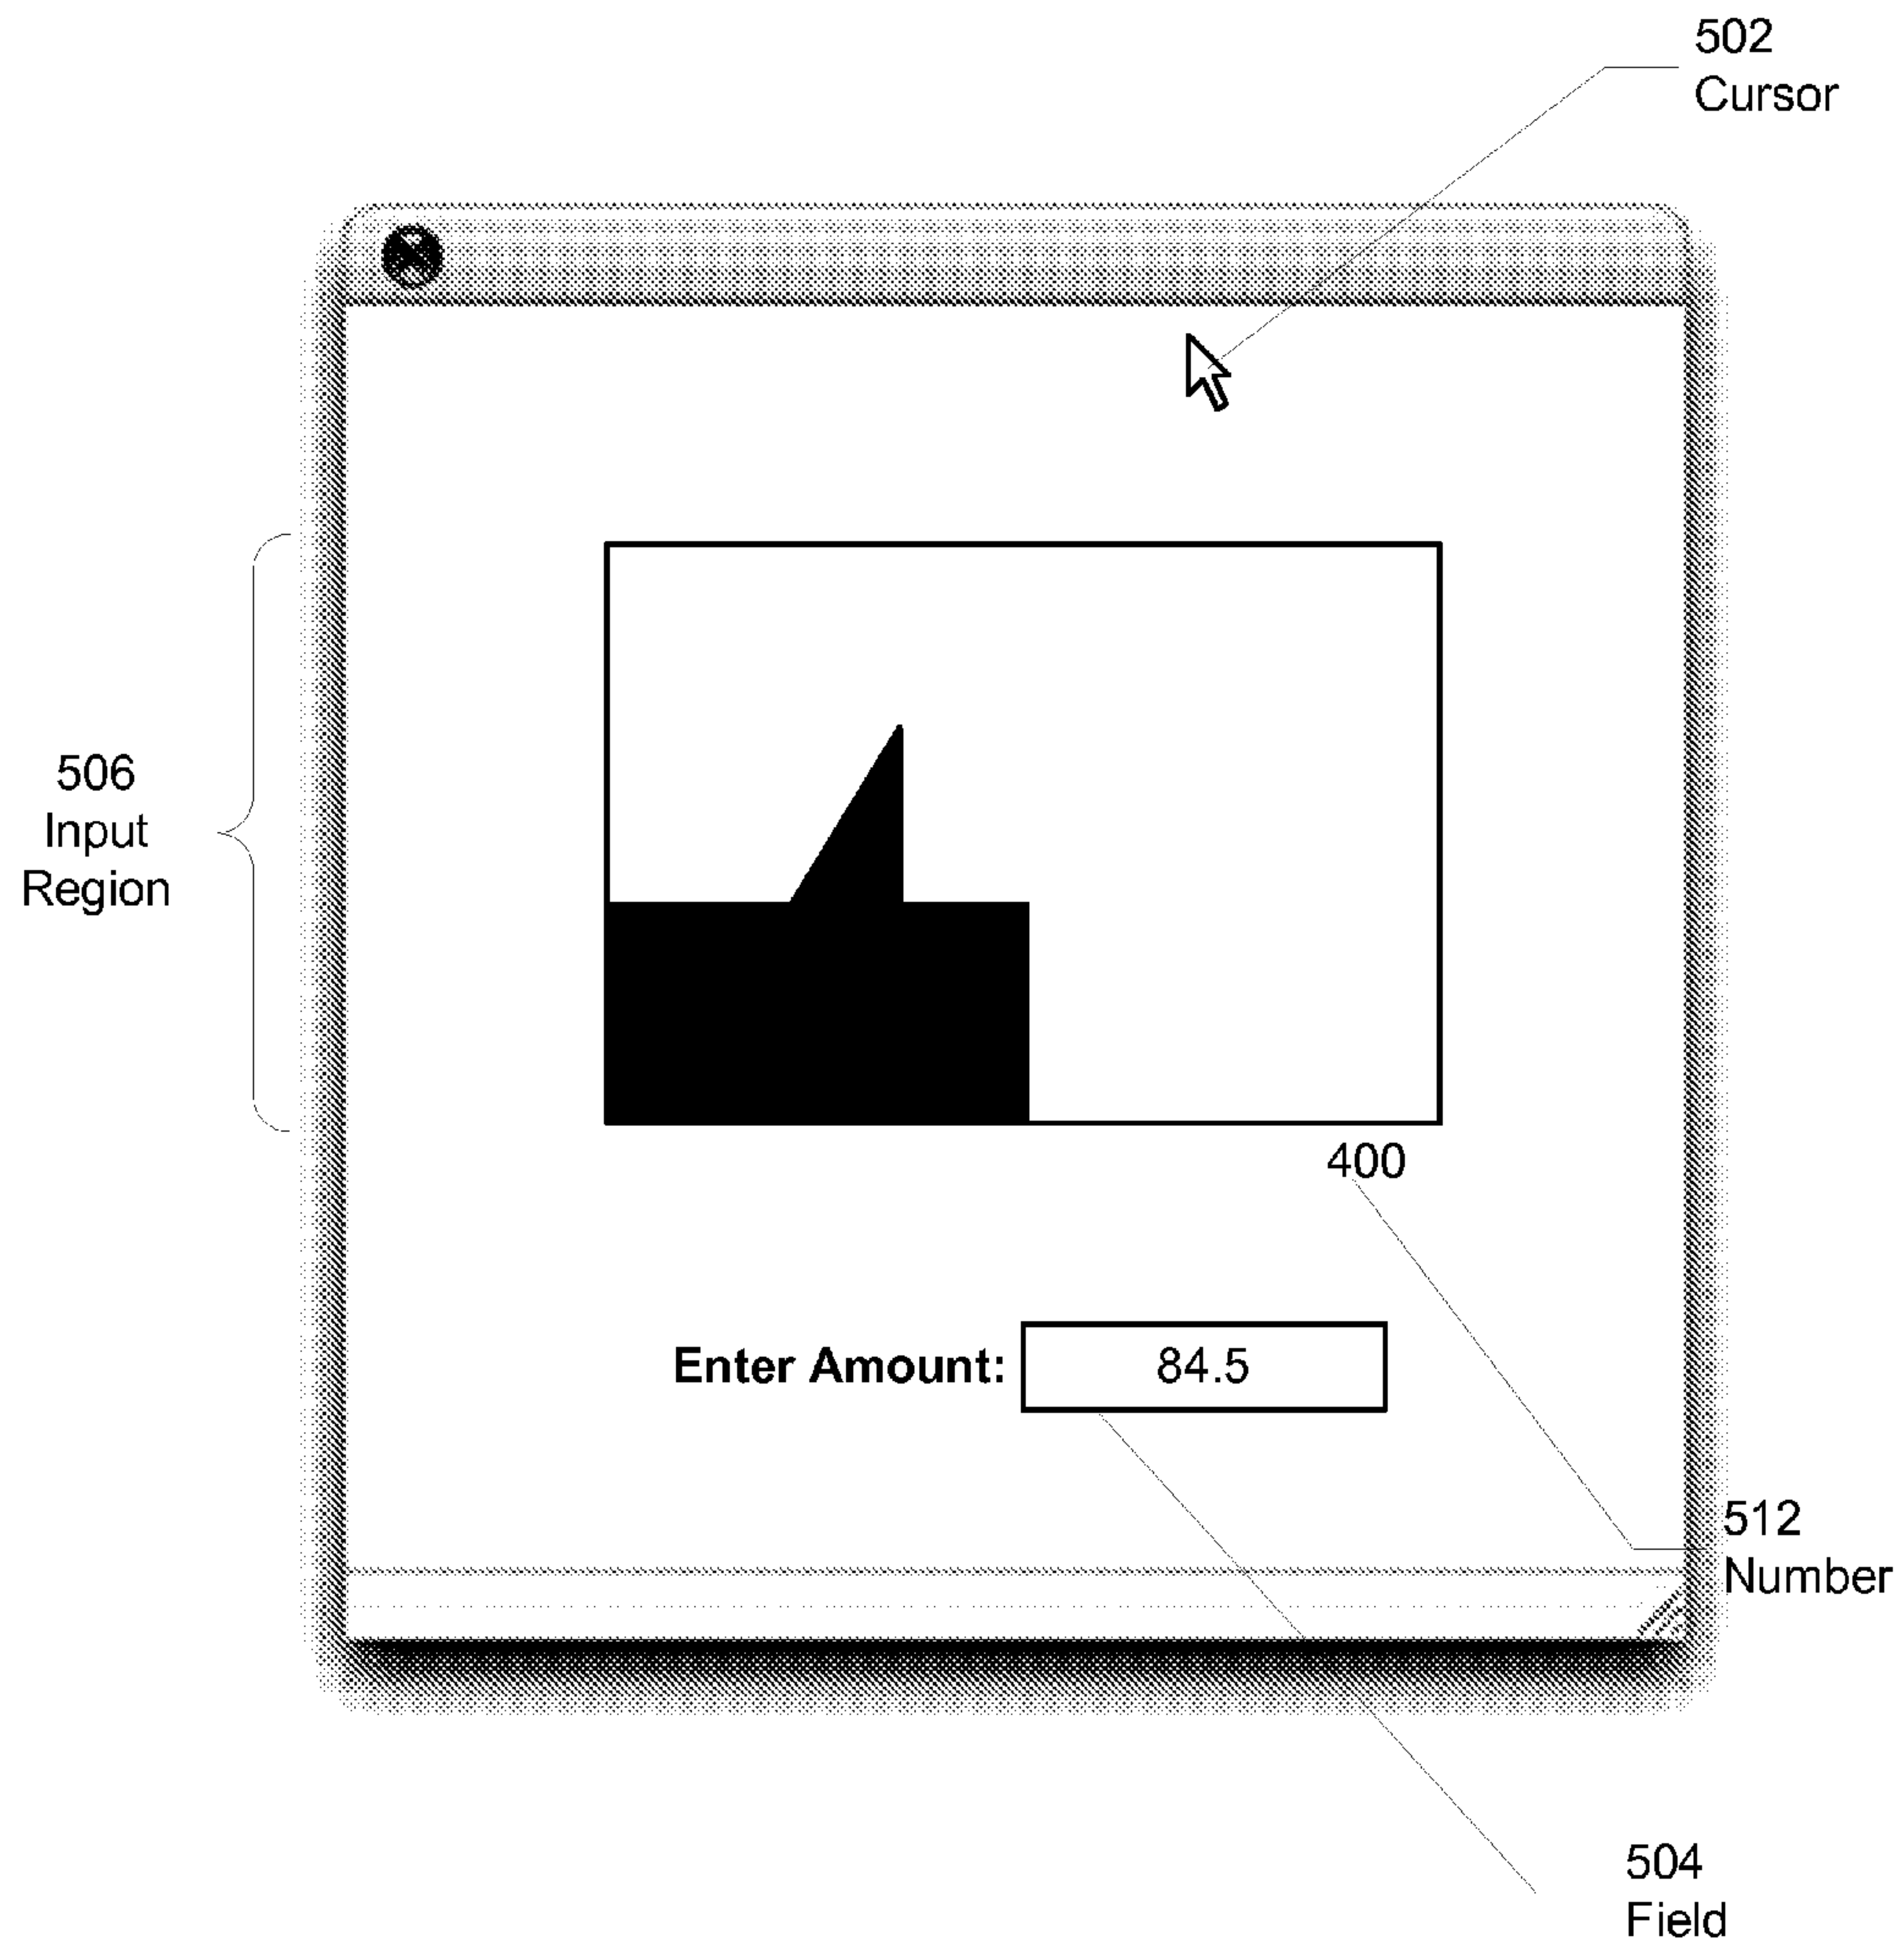 502
Cursor
506
Input
Region
400
Enter Amount: 84.5
512
Number
504
Field